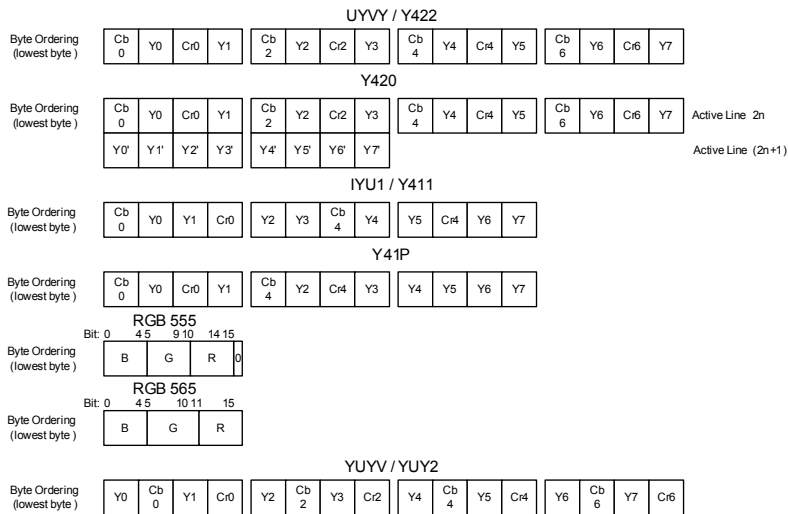 UYVY / Y422
Byte Ordering (lowest byte ) Cb 0 Y0 Cr0 Y1 Cb 2 Y2 Cr2 Y3 Cb 4 Y4 Cr4 Y5 Cb 6 Y6 Cr6 Y7
Y420
Byte Ordering (lowest byte ) Cb 0 Y0 Cr0 Y1 Cb 2 Y2 Cr2 Y3 Cb 4 Y4 Cr4 Y5 Cb 6 Y6 Cr6 Y7 Active Line 2n
Y0' Y1' Y2' Y3' Y4' Y5' Y6' Y7' Active Line (2n+1)
IYU1 / Y411
Byte Ordering (lowest byte ) Cb 0 Y0 Y1 Cr0 Y2 Y3 Cb 4 Y4 Y5 Cr4 Y6 Y7
Y41P
Byte Ordering (lowest byte ) Cb 0 Y0 Cr0 Y1 Cb 4 Y2 Cr4 Y3 Y4 Y5 Y6 Y7
RGB 555
Bit: 0 4 5 9 10 14 15
Byte Ordering (lowest byte ) B G R 0
RGB 565
Bit: 0 4 5 10 11 15
Byte Ordering (lowest byte ) B G R
YUYV / YUY2
Byte Ordering (lowest byte ) Y0 Cb 0 Y1 Cr0 Y2 Cb 2 Y3 Cr2 Y4 Cb 4 Y5 Cr4 Y6 Cb 6 Y7 Cr6